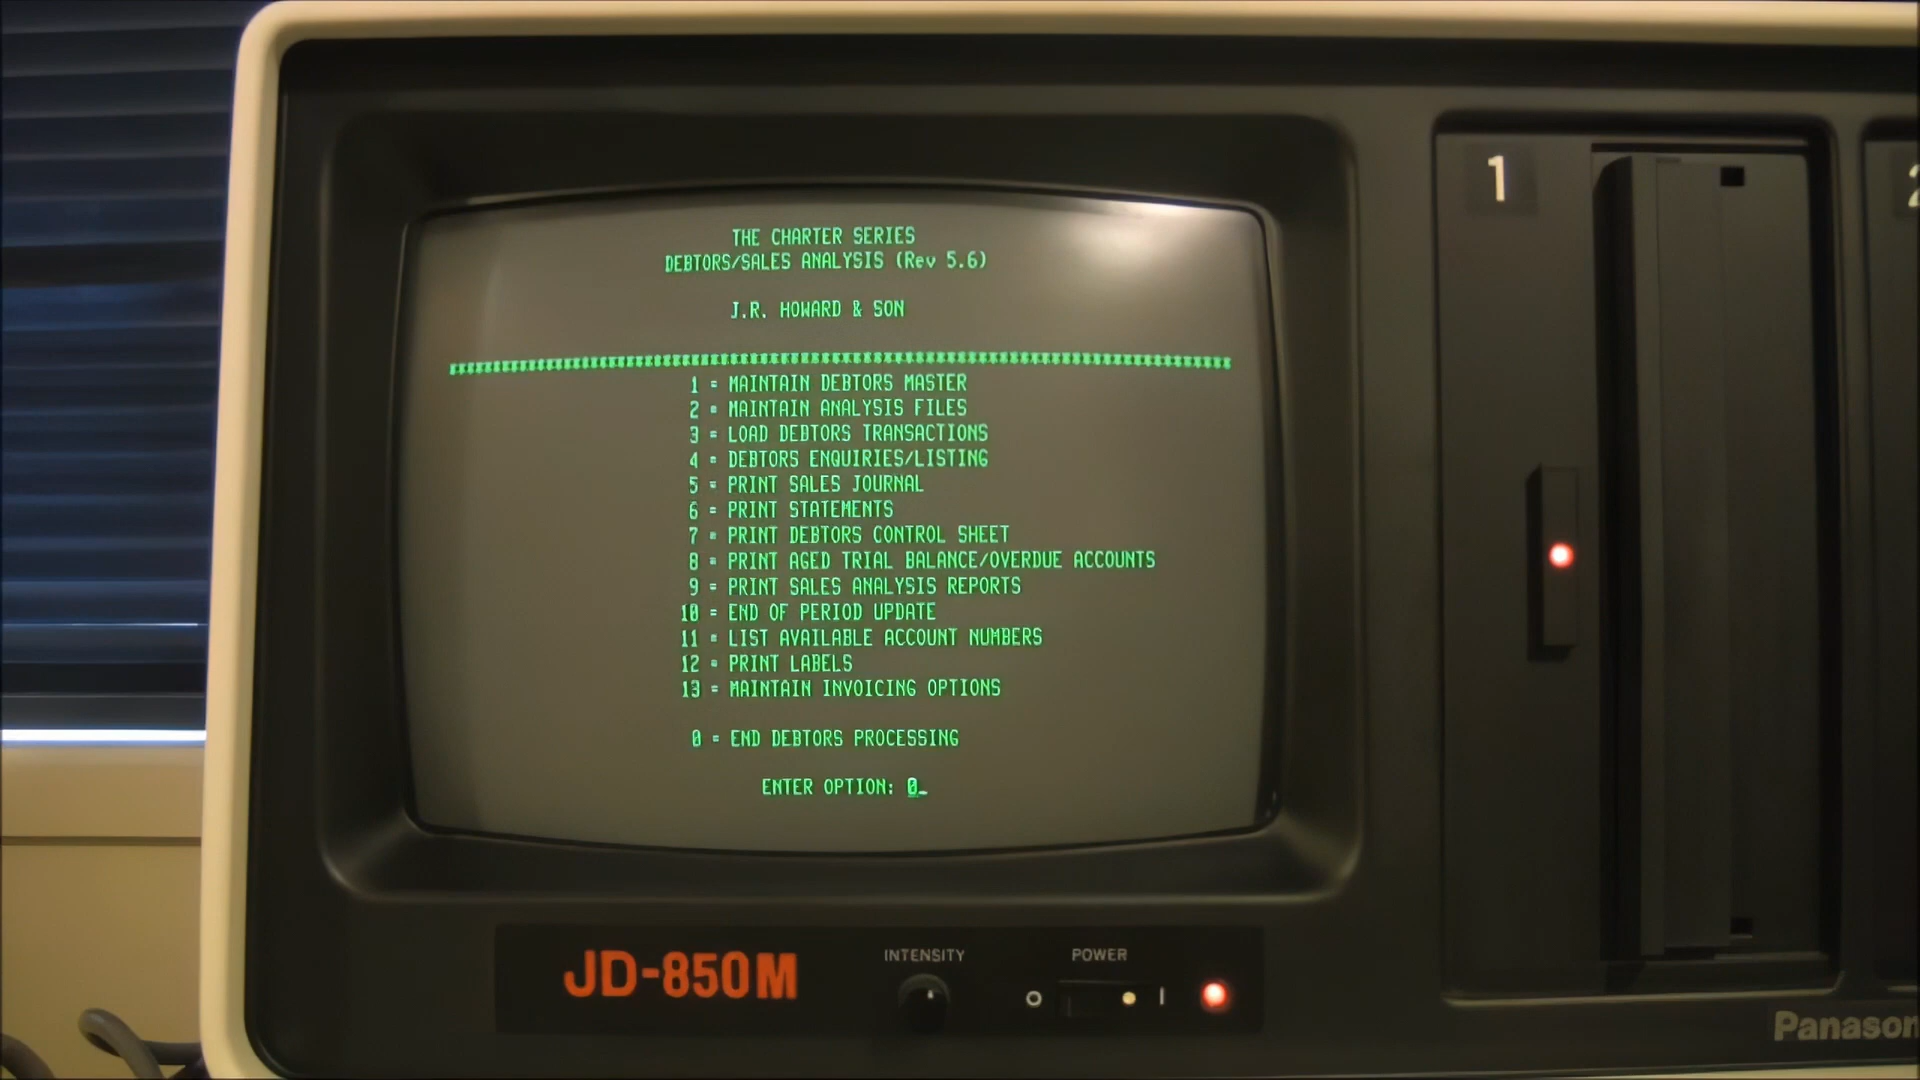 THE CHARTER SERIES
DEBTORS/SALES ANALYSIS (Rev 5.6)
J.R. HOWARD & SON
1 = MAINTAIN DEBTORS MASTER
2 = MAINTAIN ANALYSIS FILES
3 = LOAD DEBTORS TRANSACTIONS
4 = DEBTORS ENQUIRIES/LISTING
5 = PRINT SALES JOURNAL
6 = PRINT STATEMENTS
7 = PRINT DEBTORS CONTROL SHEET
8 = PRINT AGED TRIAL BALANCE/OVERDUE ACCOUNTS
9 = PRINT SALES ANALYSIS REPORTS
10 = END OF PERIOD UPDATE
11 = LIST AVAILABLE ACCOUNT NUMBERS
12 = PRINT LABELS
13 = MAINTAIN INVOICING OPTIONS
0 = END DEBTORS PROCESSING
ENTER OPTION: 0_
1
2
JD-850M
INTENSITY
POWER
O I
Panason